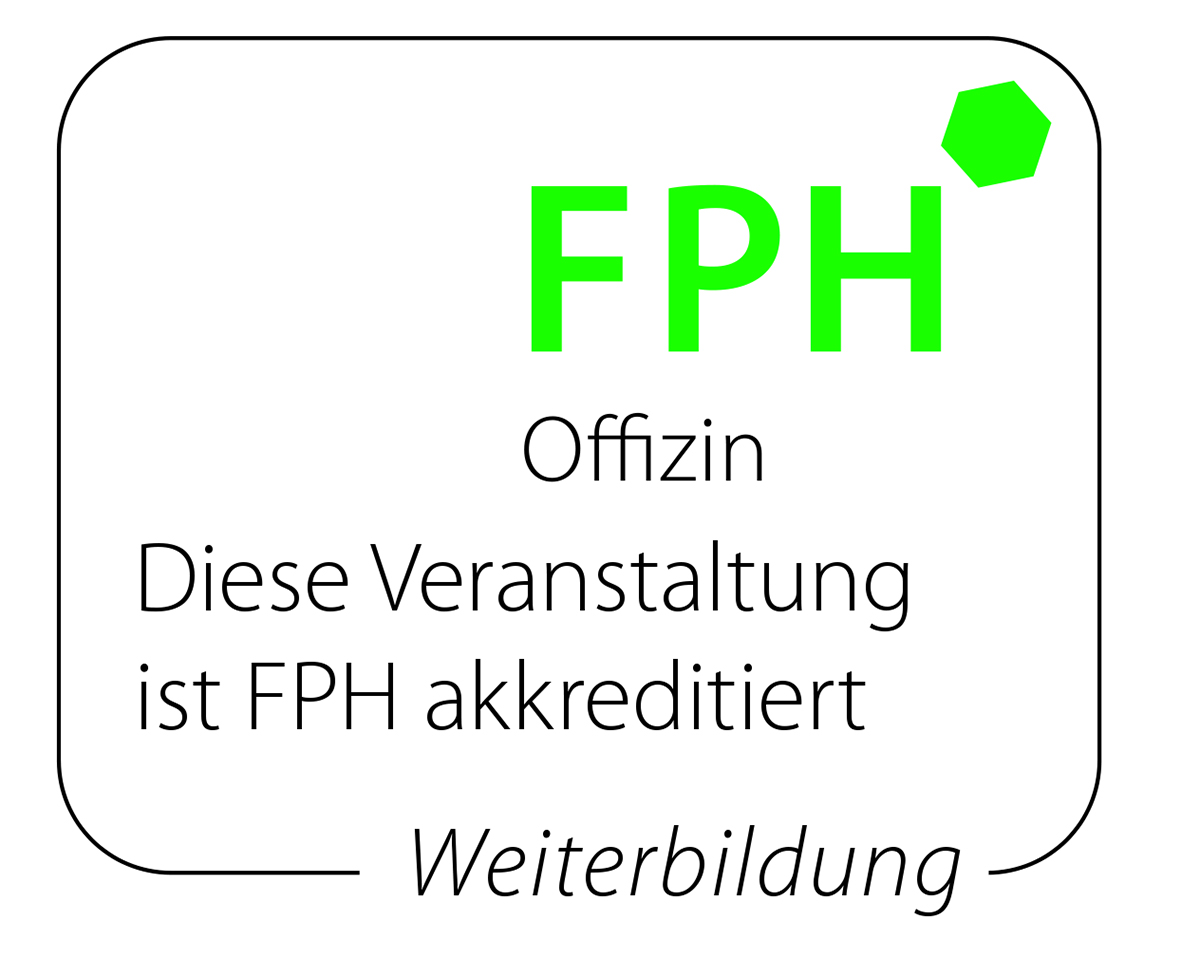 FPH
Offizin
Diese Veranstaltung
ist FPH akkreditiert
Weiterbildung